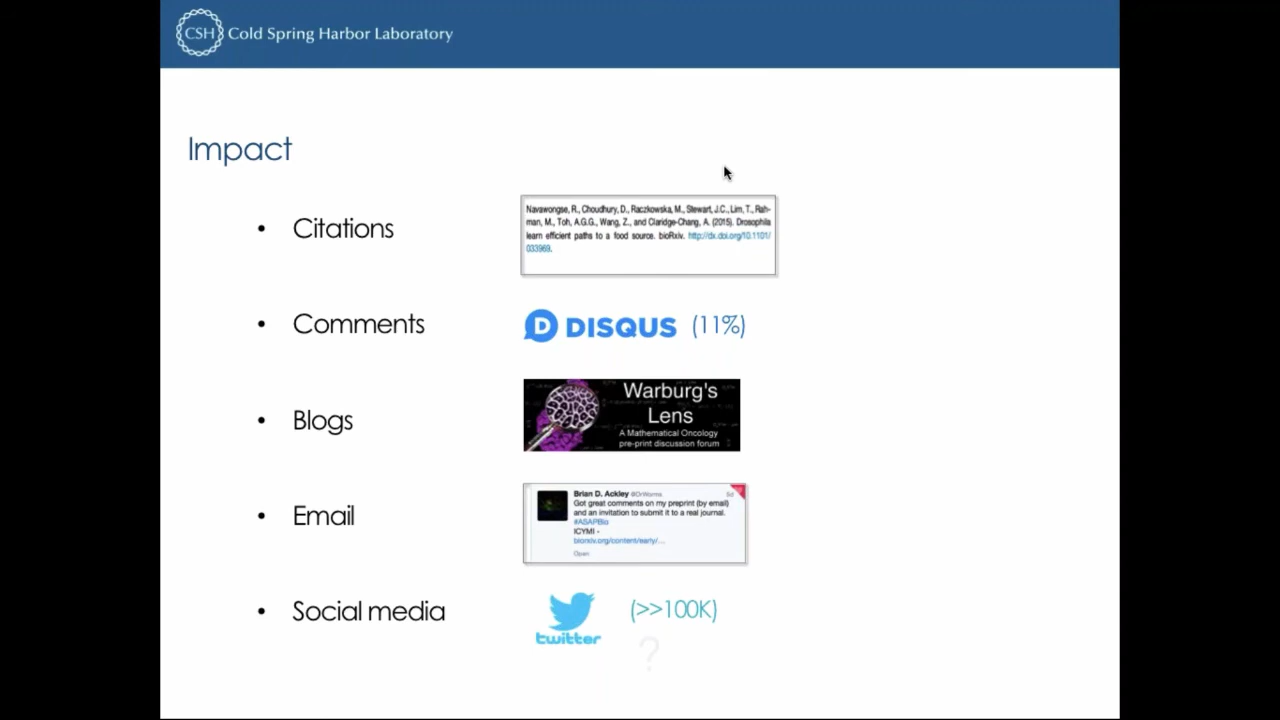 CSH Cold Spring Harbor Laboratory
Impact
• Citations
Navawongse, R., Choudhury, D., Raczkowska, M., Stewart, J.C., Lim, T., Rah-
man, M., Toh, A.G.G., Wang, Z., and Claridge-Chang, A. (2015). Drosophila
learn efficient paths to a food source. bioRxiv. http://dx.doi.org/10.1101/
033969.
• Comments
D DISQUS (11%)
• Blogs
Warburg's
Lens
A Mathematical Oncology
pre-print discussion forum
• Email
Brian D. Ackley @DrWorms 5d
Got great comments on my preprint (by email)
and an invitation to submit it to a real journal.
#ASAPBio
ICYMI -
biorxiv.org/content/early/...
Open
• Social media
twitter (>>100K)
?